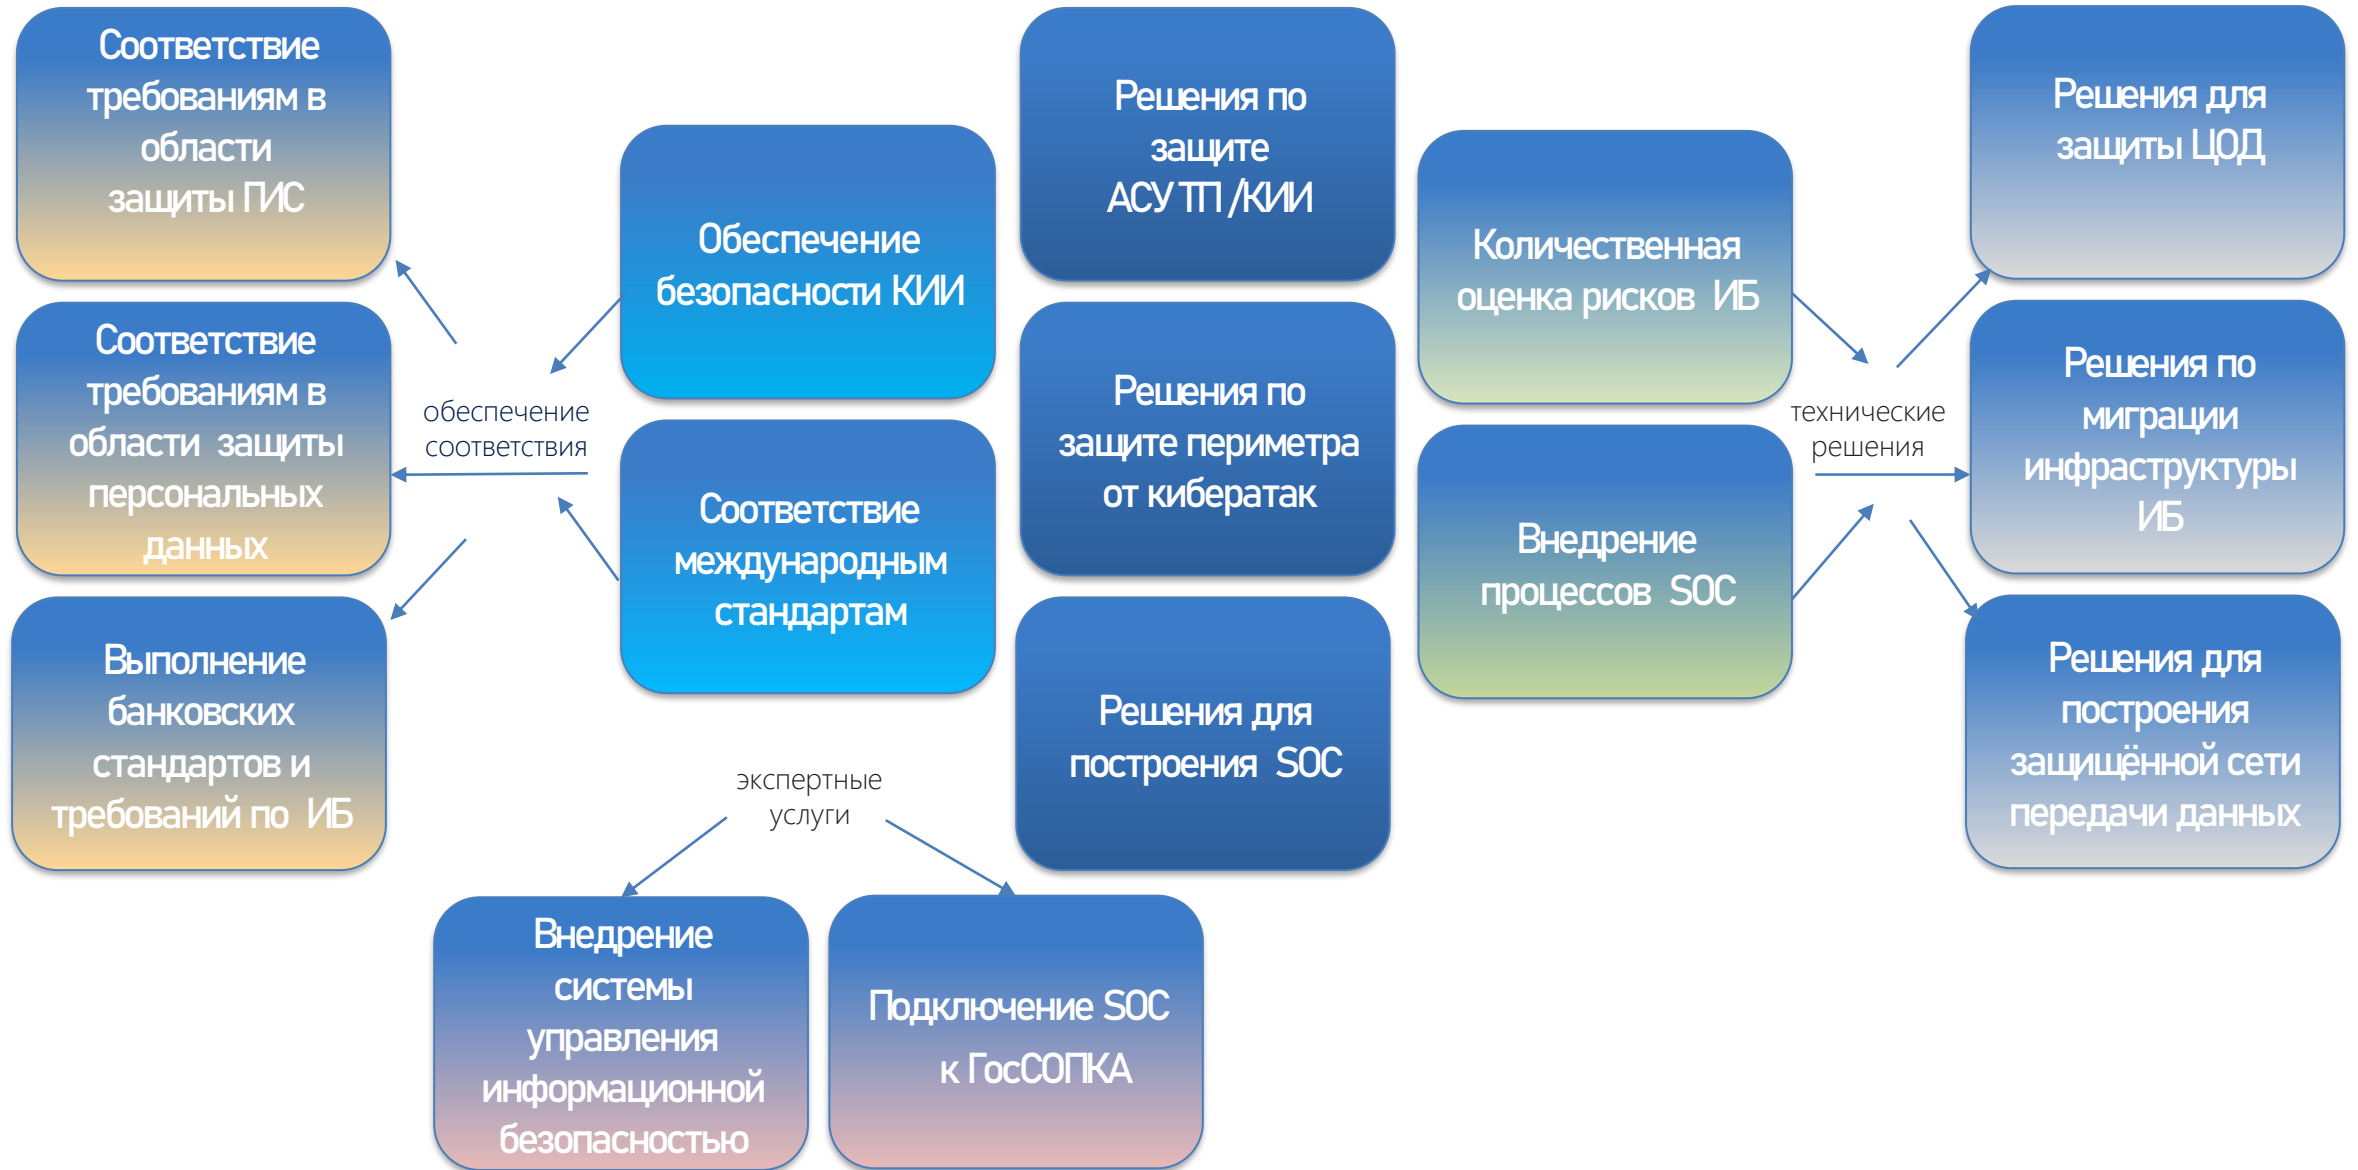 Соответствие
требованиям в
области
защиты ГИС
Соответствие
требованиям в
области защиты
персональных
данных
Выполнение
банковских
стандартов и
требований по ИБ
обеспечение
соответствия
Обеспечение
безопасности КИИ
Соответствие
международным
стандартам
экспертные
услуги
Внедрение
системы
управления
информационной
безопасностью
Подключение SOC
к ГосСОПКА
Решения по
защите
АСУ ТП /КИИ
Решения по
защите периметра
от кибератак
Решения для
построения SOC
Количественная
оценка рисков ИБ
Внедрение
процессов SOC
технические
решения
Решения для
защиты ЦОД
Решения по
миграции
инфраструктуры
ИБ
Решения для
построения
защищённой сети
передачи данных